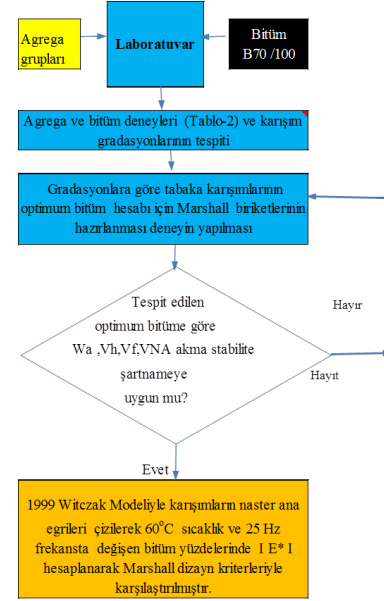 Agrega
grupları
Laboratuvar
Bitüm
B70 /100
Agrega ve bitüm deneyleri (Tablo-2) ve karışım
gradasyonlarının tespiti
Gradasyonlara göre tabaka karışımlarının
optimum bitüm hesabı için Marshall biriketlerinin
hazırlanması deneyin yapılması
Tespit edilen
optimum bitüme göre
Wa ,Vh,Vf,VNA akma stabilite
şartnameye
uygun mu?
Hayır
Hayıt
Evet
1999 Witczak Modeliyle karışımların naster ana
egrileri çizilerek 60⁰C sıcaklık ve 25 Hz
frekansta değişen bitüm yüzdelerinde I E* I
hesaplanarak Marshall dizayn kriterleriyle
karşılaştırılmıştır.